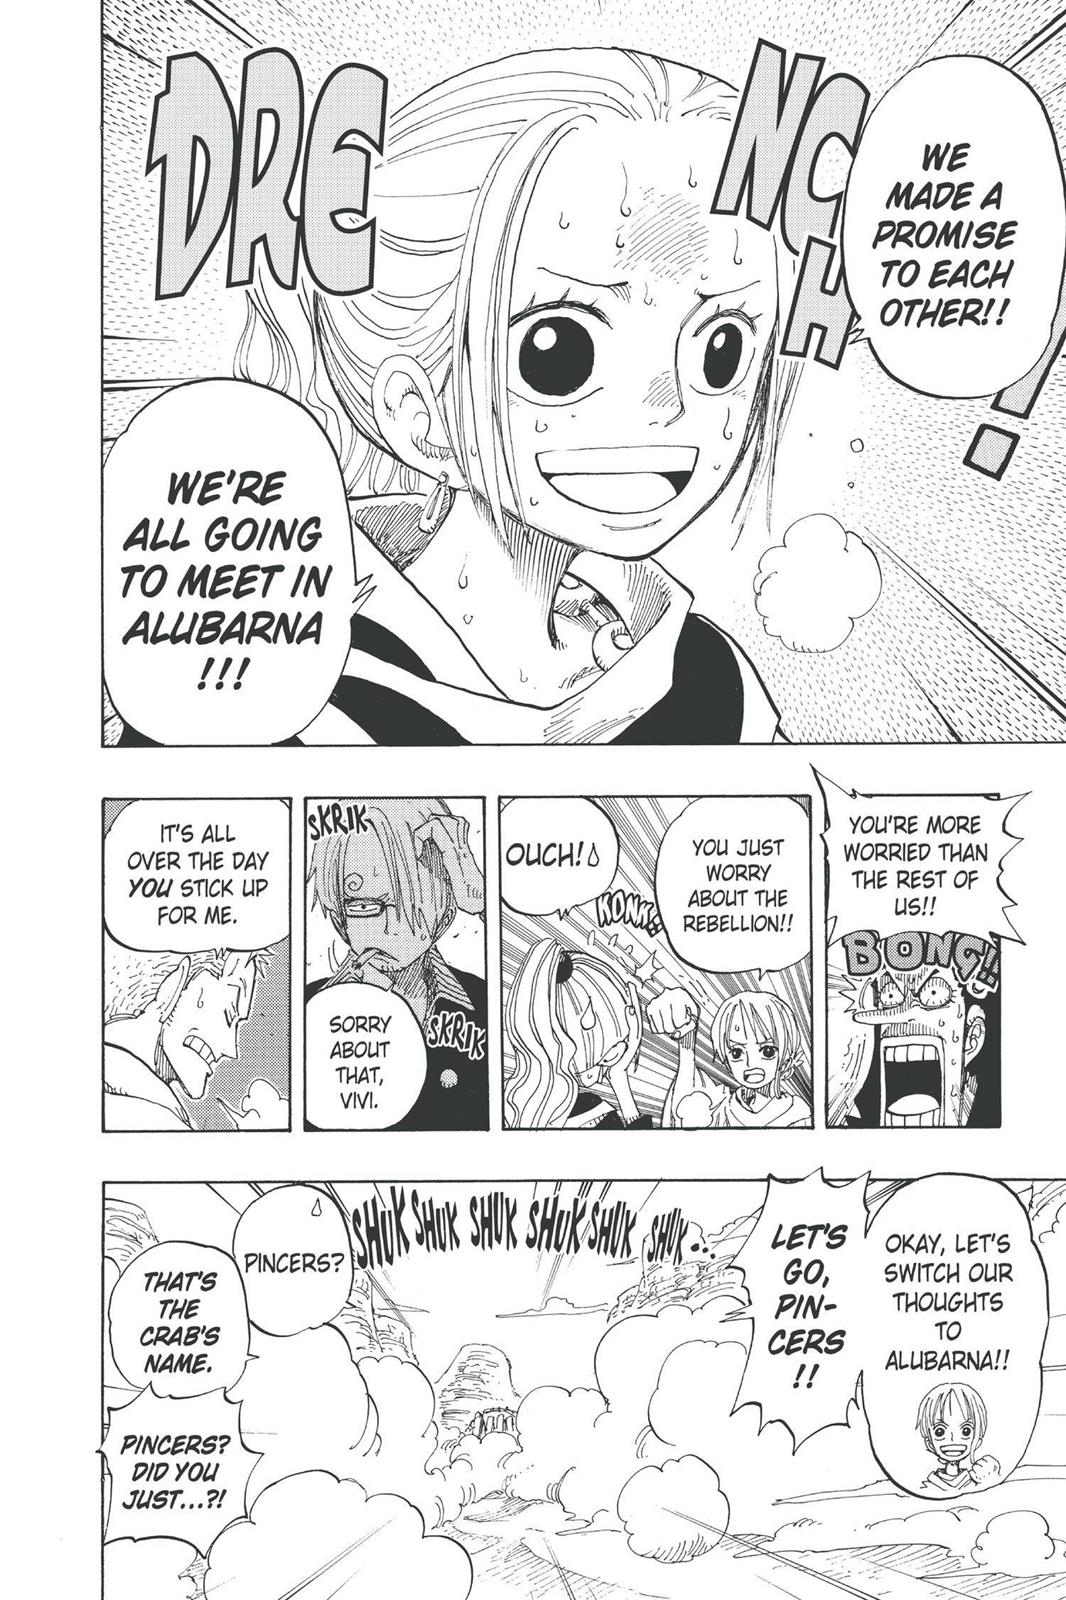 DRENCH!
WE
MADE A
PROMISE
TO EACH
OTHER!!
WE'RE
ALL GOING
TO MEET IN
ALUBARNA
!!!
YOU'RE MORE
WORRIED THAN
THE REST OF
US!!
BONG!!
YOU JUST
WORRY
ABOUT THE
REBELLION!!
KONK!!
OUCH!
SKRIK
SORRY
ABOUT
THAT,
VIVI.
SKRIK
IT'S ALL
OVER THE DAY
YOU STICK UP
FOR ME.
OKAY, LET'S
SWITCH OUR
THOUGHTS
TO
ALUBARNA!!
LET'S
GO,
PIN-
CERS
!!
SHUK SHUK SHUK SHUK SHUK SHUK...
PINCERS?
THAT'S
THE
CRAB'S
NAME.
PINCERS?
DID YOU
JUST...?!